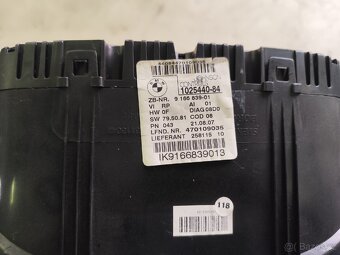 1025440-84
ZB-NR. 9 166 839-01
VI RP AI 01
HW 0F DIAG 08D0
SW 79.50.81 COD 06
PN 043 21.08.07
LFND. NR. 470109035
LIEFERANT 258115 10
IK9166839013
118